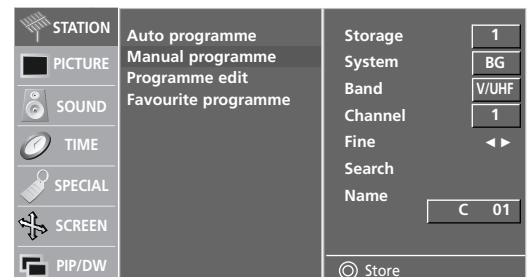 STATION
PICTURE
SOUND
TIME
SPECIAL
SCREEN
PIP/DW
Auto programme
Manual programme
Programme edit
Favourite programme
Storage 1
System BG
Band V/UHF
Channel 1
Fine ◄ ►
Search
Name
C 01
Store